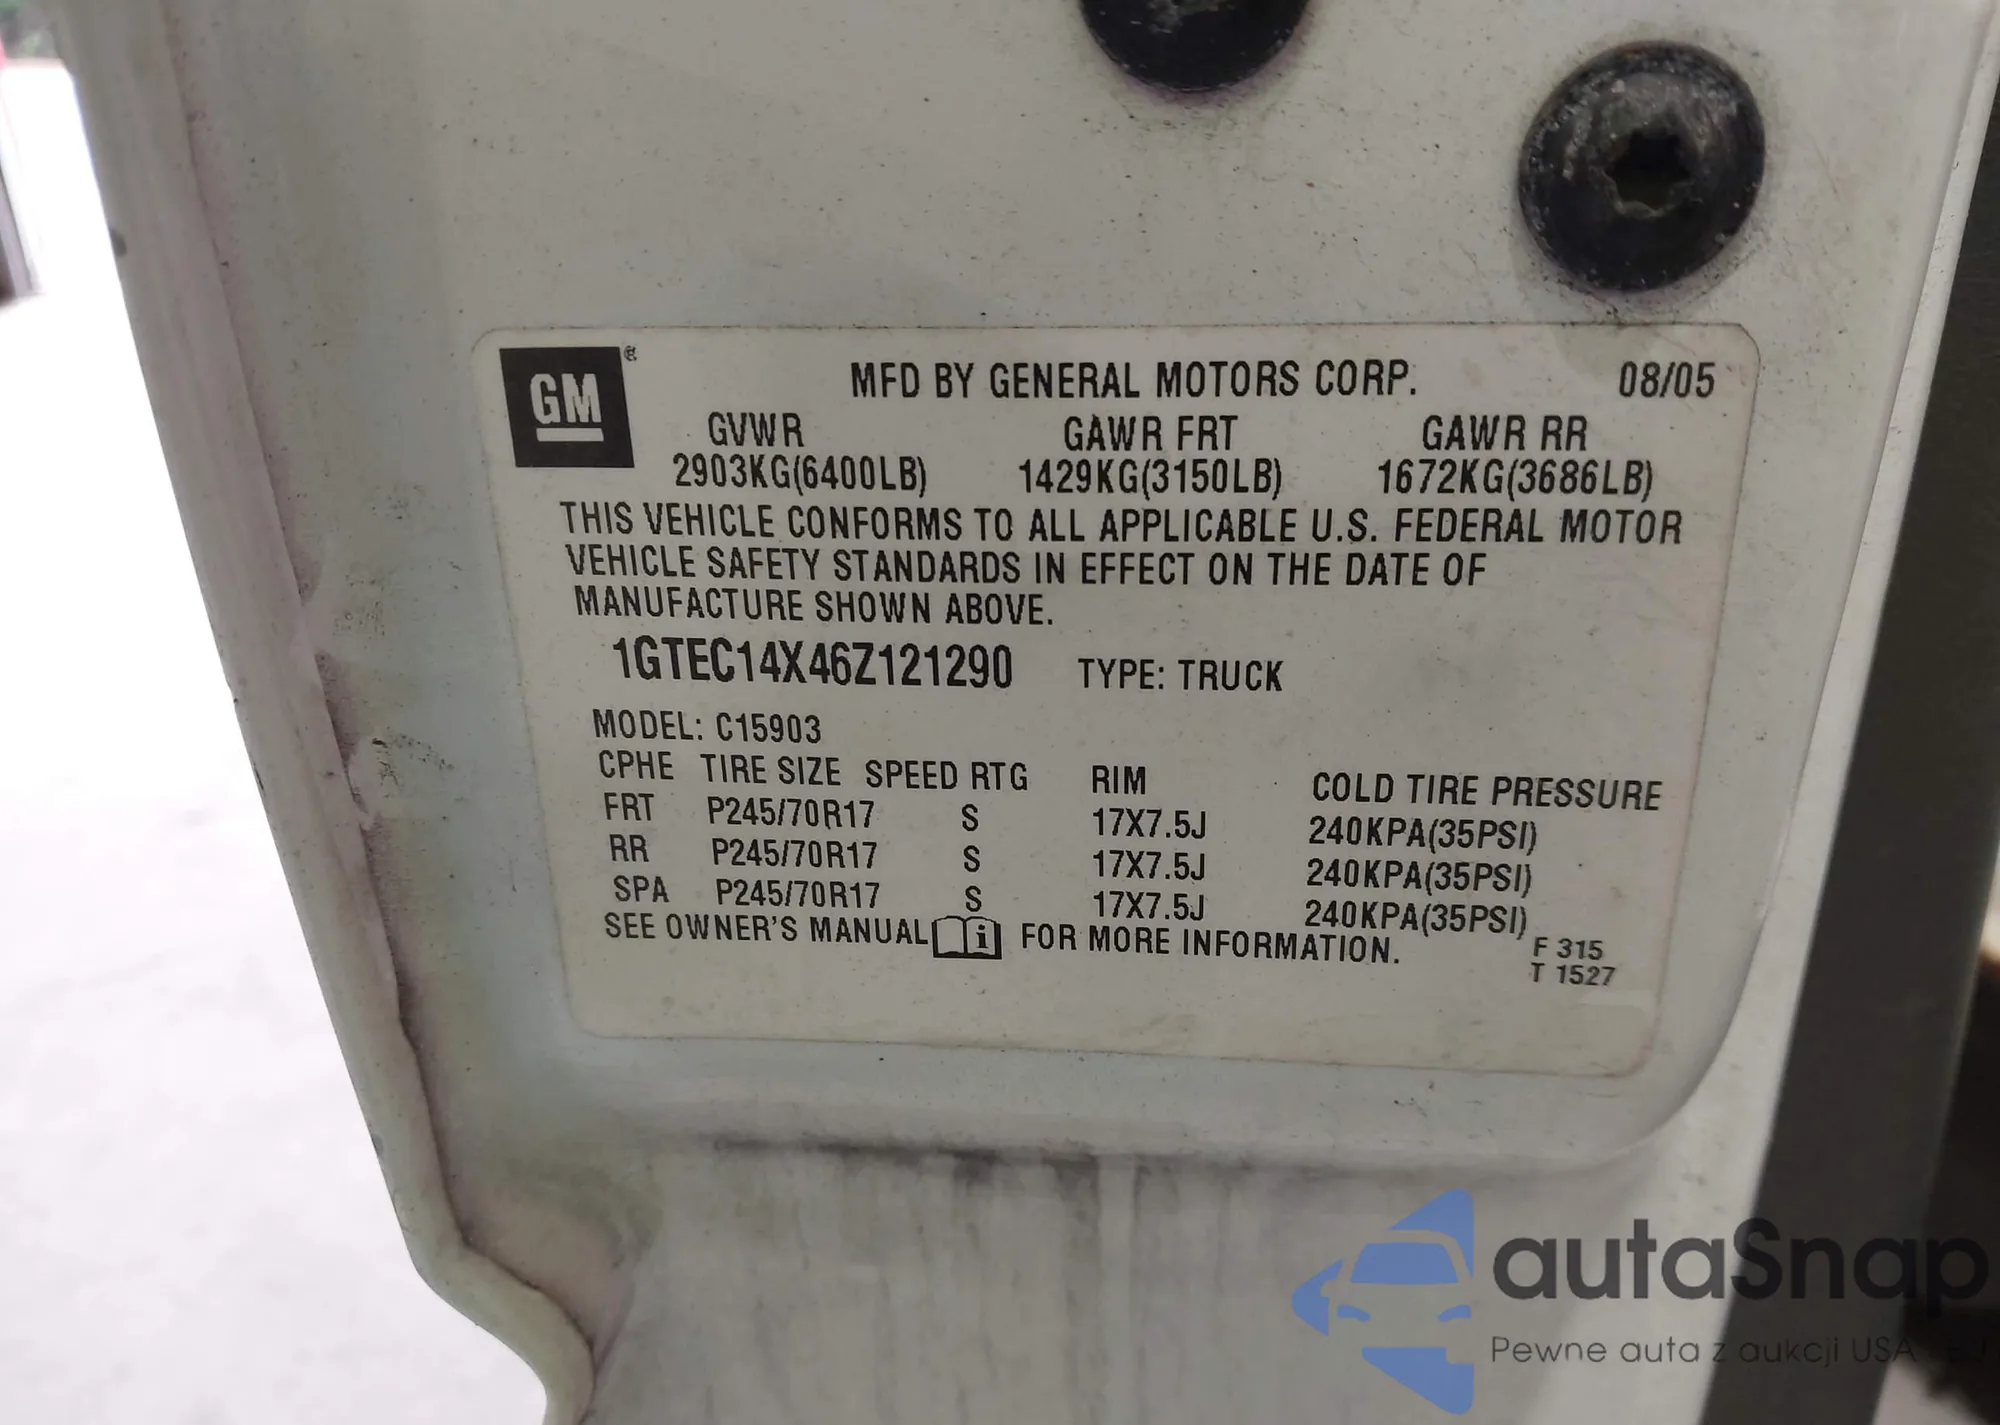 GM ®
MFD BY GENERAL MOTORS CORP. 08/05
GVWR GAWR FRT GAWR RR
2903KG(6400LB) 1429KG(3150LB) 1672KG(3686LB)
THIS VEHICLE CONFORMS TO ALL APPLICABLE U.S. FEDERAL MOTOR
VEHICLE SAFETY STANDARDS IN EFFECT ON THE DATE OF
MANUFACTURE SHOWN ABOVE.
1GTEC14X46Z121290 TYPE: TRUCK
MODEL: C15903
CPHE TIRE SIZE SPEED RTG RIM COLD TIRE PRESSURE
FRT P245/70R17 S 17X7.5J 240KPA(35PSI)
RR P245/70R17 S 17X7.5J 240KPA(35PSI)
SPA P245/70R17 S 17X7.5J 240KPA(35PSI)
SEE OWNER'S MANUAL i FOR MORE INFORMATION.
F 315
T 1527
autaSnap
Pewne auta z aukcji USA